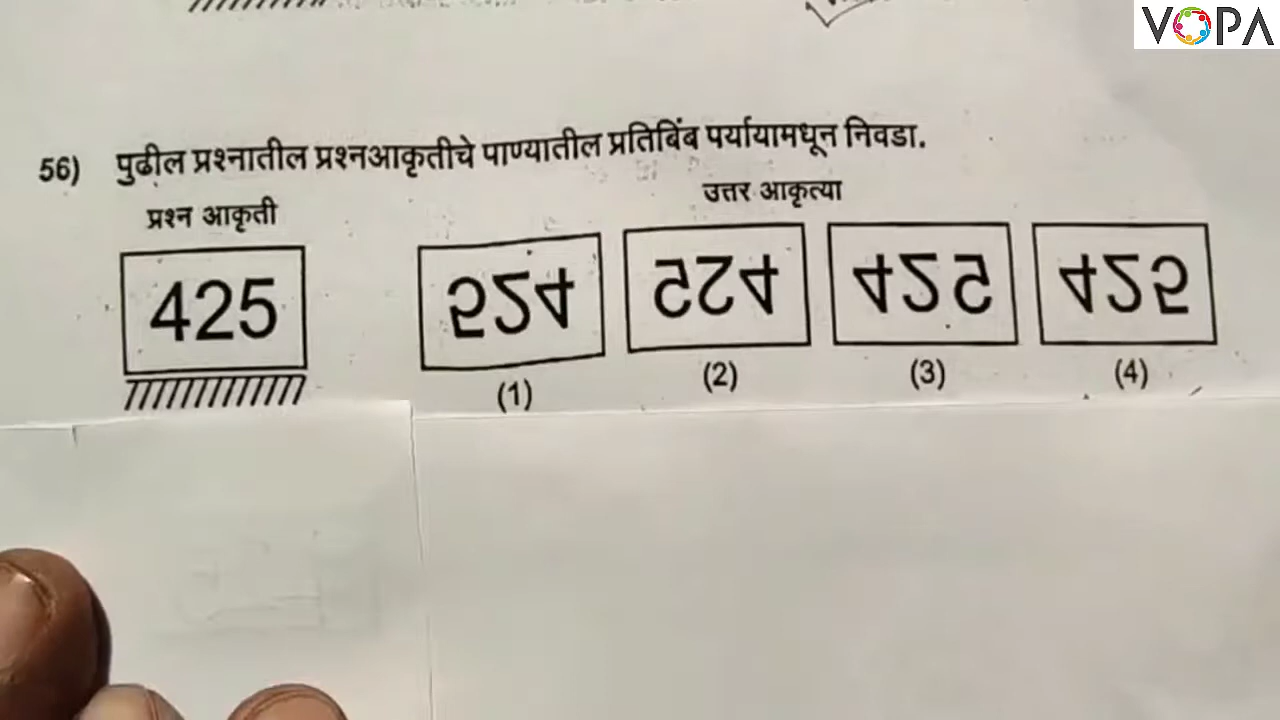 VOPA
56) पुढील प्रश्नातील प्रश्नआकृतीचे पाण्यातील प्रतिबिंब पर्यायामधून निवडा.
प्रश्न आकृती
उत्तर आकृत्या
425
(1) (2) (3) (4)